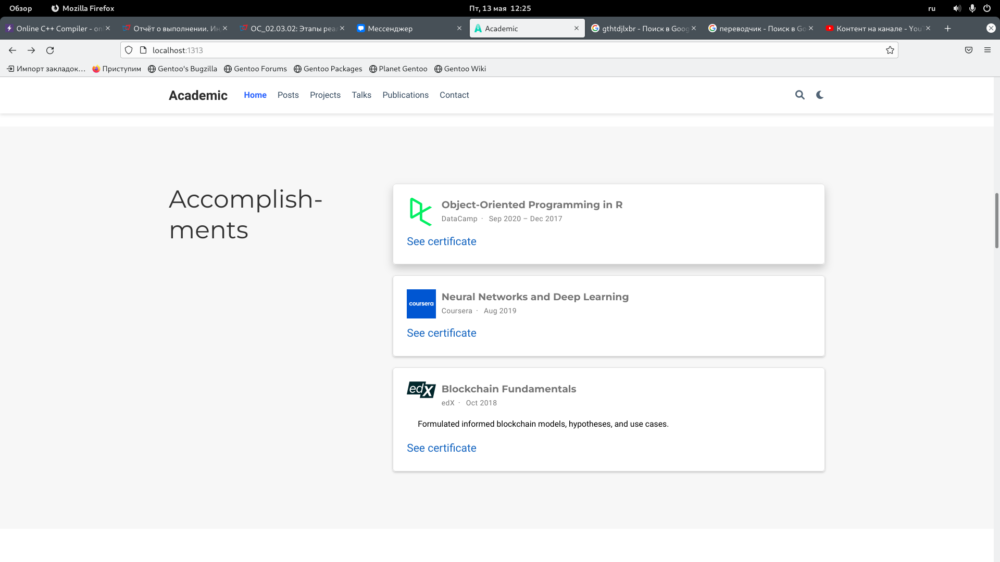 Обзор
Mozilla Firefox
Пт, 13 мая 12:25
ru
Online C++ Compiler - onl
Отчёт о выполнении. Ин
ОС_02.03.02: Этапы реа
Мессенджер
Academic
gthtdjlxbr - Поиск в Goog
переводчик - Поиск в Go
Контент на канале - YouT
localhost:1313
Импорт закладок…
Приступим
Gentoo's Bugzilla
Gentoo Forums
Gentoo Packages
Planet Gentoo
Gentoo Wiki
Academic
Home
Posts
Projects
Talks
Publications
Contact
Accomplish-
ments
Object-Oriented Programming in R
DataCamp · Sep 2020 – Dec 2017
See certificate
coursera
Neural Networks and Deep Learning
Coursera · Aug 2019
See certificate
edX
Blockchain Fundamentals
edX · Oct 2018
Formulated informed blockchain models, hypotheses, and use cases.
See certificate